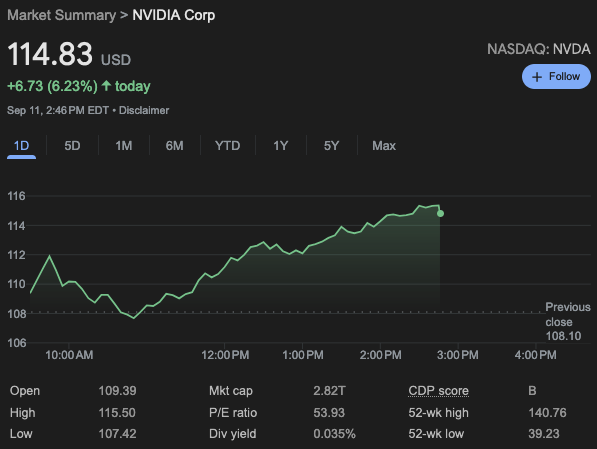 Market Summary > NVIDIA Corp
114.83 USD
+6.73 (6.23%) ↑ today
Sep 11, 2:46 PM EDT • Disclaimer
NASDAQ: NVDA
+ Follow
1D 5D 1M 6M YTD 1Y 5Y Max
116
114
112
110
108
106
Previous
close
108.10
10:00 AM 12:00 PM 1:00 PM 2:00 PM 3:00 PM 4:00 PM
Open 109.39 Mkt cap 2.82T CDP score B
High 115.50 P/E ratio 53.93 52-wk high 140.76
Low 107.42 Div yield 0.035% 52-wk low 39.23